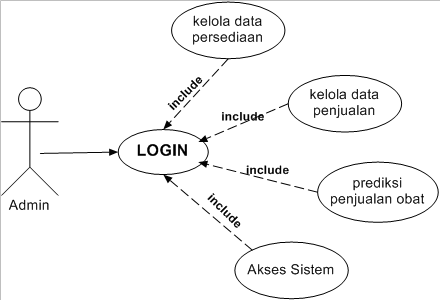 kelola data
persediaan
include
kelola data
penjualan
include
LOGIN
include
prediksi
penjualan obat
Admin
include
Akses Sistem